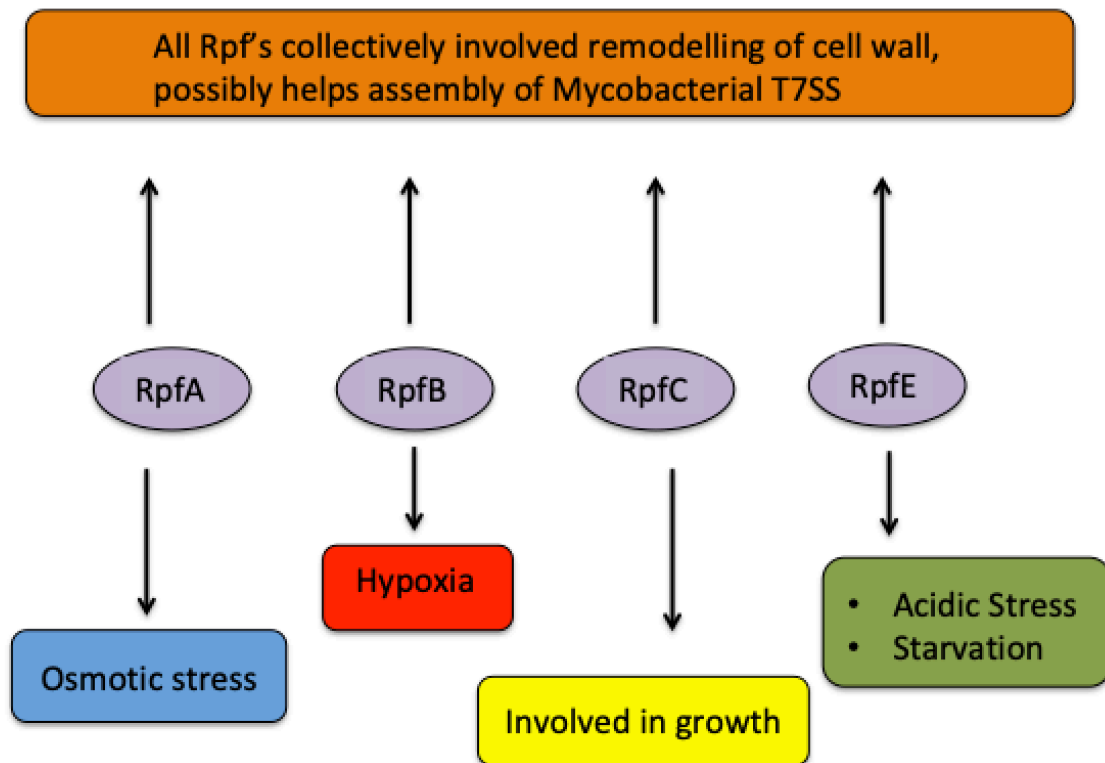 All Rpf's collectively involved remodelling of cell wall,
possibly helps assembly of Mycobacterial T7SS
RpfA
RpfB
RpfC
RpfE
Hypoxia
• Acidic Stress
• Starvation
Osmotic stress
Involved in growth